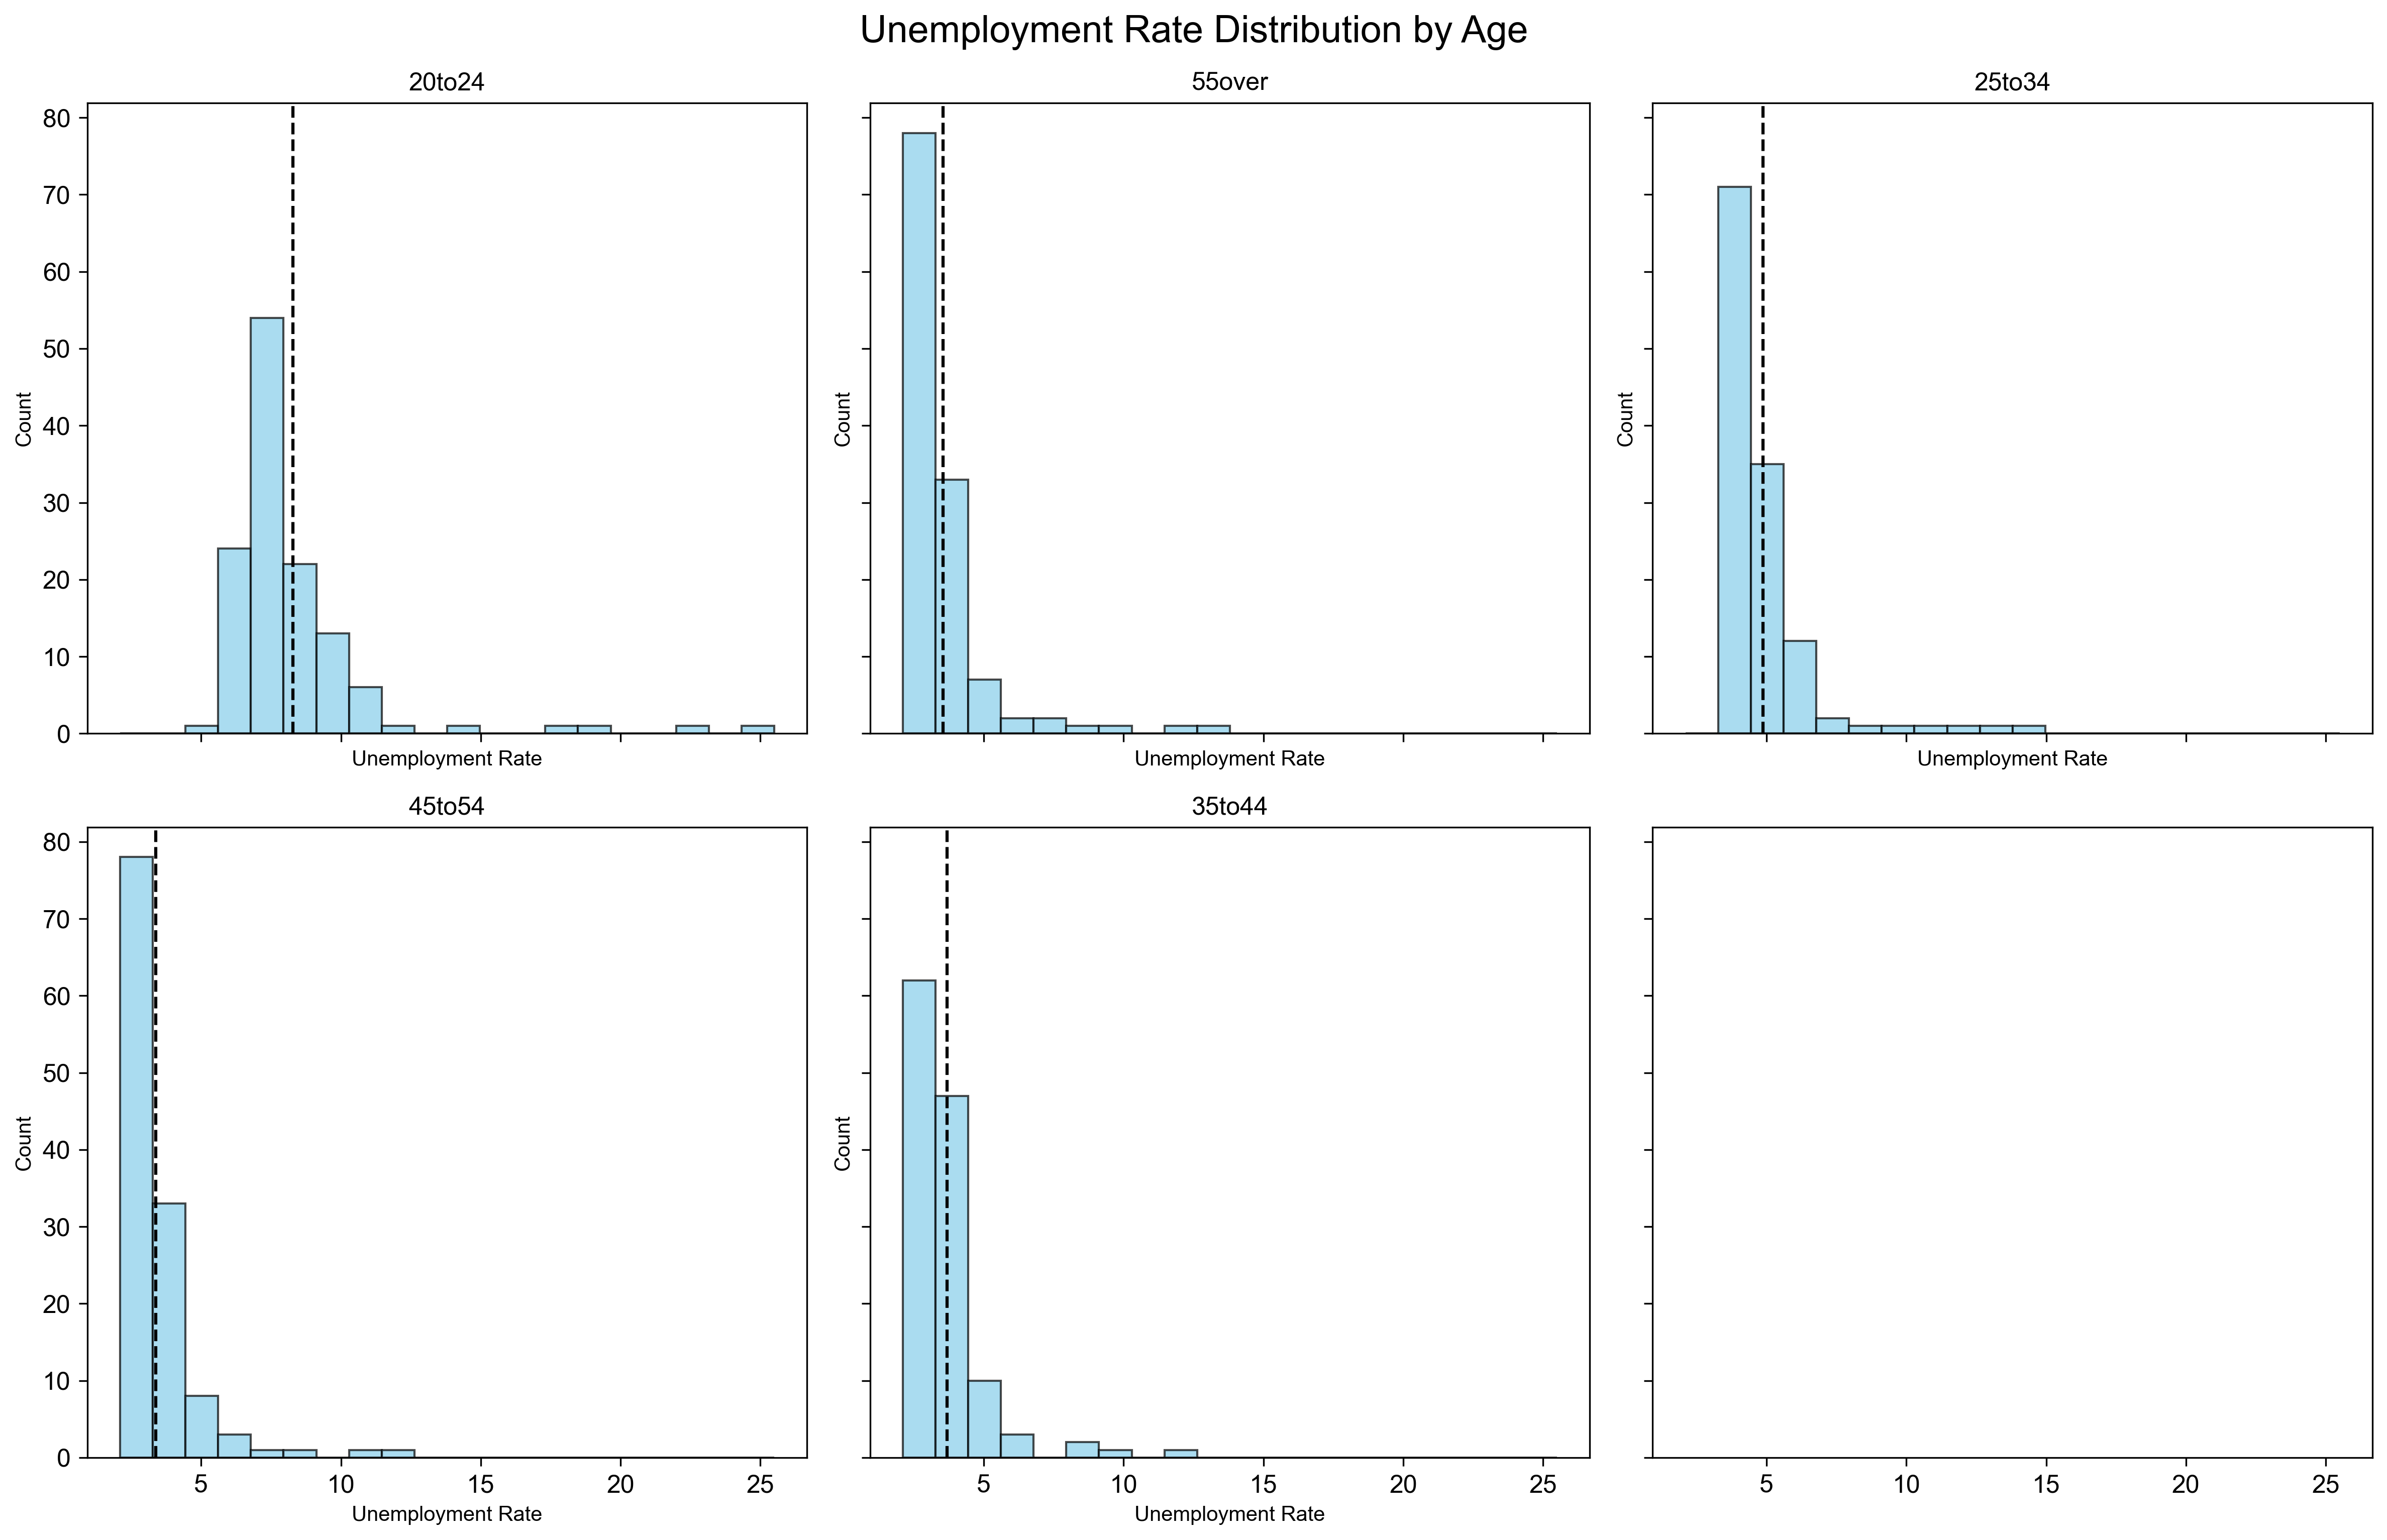 Unemployment Rate Distribution by Age
20to24
80
70
60
50
40
30
20
10
0
Count
Unemployment Rate
55over
Count
Unemployment Rate
25to34
Count
Unemployment Rate
45to54
80
70
60
50
40
30
20
10
0
Count
5 10 15 20 25
Unemployment Rate
35to44
Count
5 10 15 20 25
Unemployment Rate
5 10 15 20 25